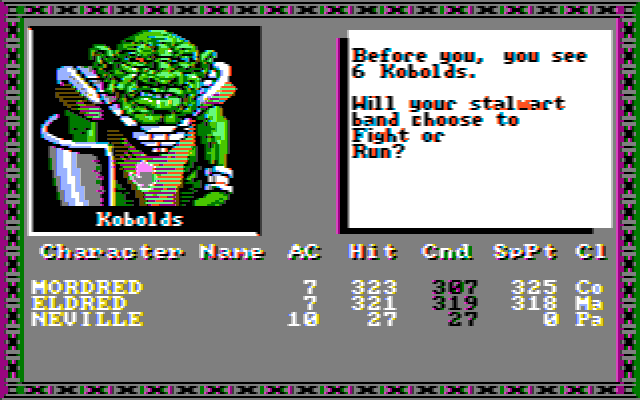 Before you, you see
6 Kobolds.
Will your stalwart
band choose to
Fight or
Run?
Kobolds
Character Name AC Hit Cnd SpPt Cl
MORDRED 7 323 307 325 Co
ELDRED 7 321 319 318 Ma
NEVILLE 10 27 27 0 Pa